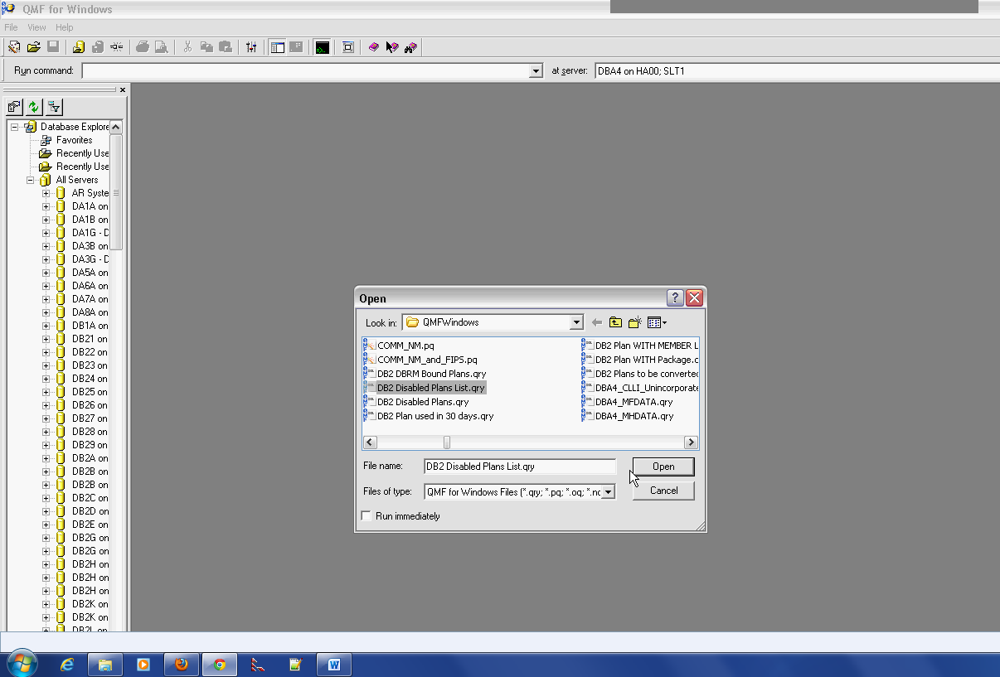 QMF for Windows
File View Help
Run command: at server: DBA4 on HA00; SLT1
Database Explore
Favorites
Recently Use
Recently Use
All Servers
AR Syste
DA1A on
DA1B on
DA1G - D
DA3B on
DA3G - D
DA5A on
DA6A on
DA7A on
DA8A on
DB1A on
DB21 on
DB22 on
DB23 on
DB24 on
DB25 on
DB26 on
DB27 on
DB28 on
DB29 on
DB2A on
DB2B on
DB2B on
DB2C on
DB2D on
DB2E on
DB2G on
DB2G on
DB2H on
DB2H on
DB2H on
DB2K on
DB2K on
DB2L on
Open
Look in: QMFWindows
COMM_NM.pq
COMM_NM_and_FIPS.pq
DB2 DBRM Bound Plans.qry
DB2 Disabled Plans List.qry
DB2 Disabled Plans.qry
DB2 Plan used in 30 days.qry
DB2 Plan WITH MEMBER L
DB2 Plan WITH Package.q
DB2 Plans to be converted
DBA4_CLLI_Unincorporate
DBA4_MFDATA.qry
DBA4_MHDATA.qry
File name: DB2 Disabled Plans List.qry Open
Files of type: QMF for Windows Files (*.qry; *.pq; *.oq; *.nq Cancel
Run immediately